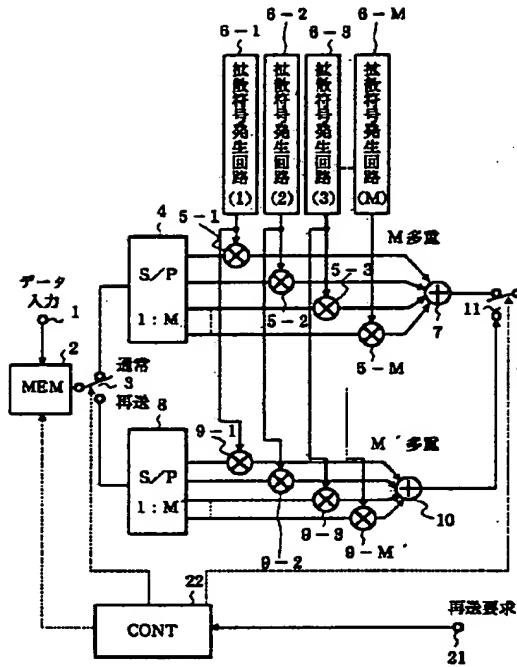 6-1
6-2
6-3
6-M
拡散符号発生回路(1)
拡散符号発生回路(2)
拡散符号発生回路(3)
拡散符号発生回路(M)
4
5-1
M多重
S/P
1:M
5-3
5-2
11
7
5-M
データ
入力
1
2
通常
MEM
3
再送
8
9-1
M'多重
S/P
1:M
10
9-3
9-2
9-M'
22
CONT
再送要求
21